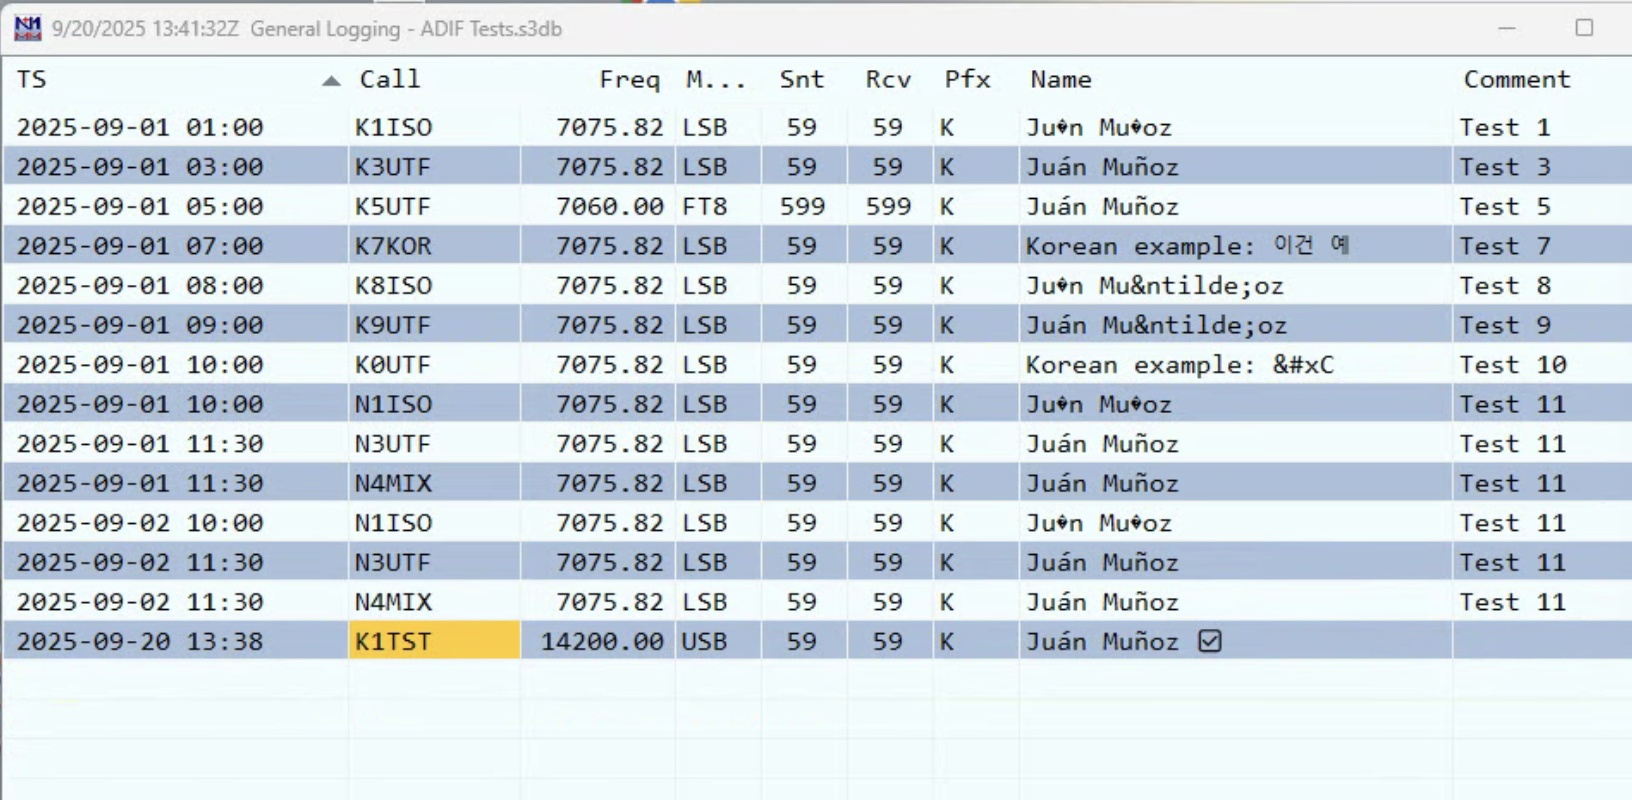 9/20/2025 13:41:32Z General Logging - ADIF Tests.s3db
TS Call Freq M... Snt Rcv Pfx Name Comment
2025-09-01 01:00 K1ISO 7075.82 LSB 59 59 K Ju�n Mu�oz Test 1
2025-09-01 03:00 K3UTF 7075.82 LSB 59 59 K Juán Muñoz Test 3
2025-09-01 05:00 K5UTF 7060.00 FT8 599 599 K Juán Muñoz Test 5
2025-09-01 07:00 K7KOR 7075.82 LSB 59 59 K Korean example: 이건 예 Test 7
2025-09-01 08:00 K8ISO 7075.82 LSB 59 59 K Ju�n Mu&ntilde;oz Test 8
2025-09-01 09:00 K9UTF 7075.82 LSB 59 59 K Juán Mu&ntilde;oz Test 9
2025-09-01 10:00 K0UTF 7075.82 LSB 59 59 K Korean example: &#xC Test 10
2025-09-01 10:00 N1ISO 7075.82 LSB 59 59 K Ju�n Mu�oz Test 11
2025-09-01 11:30 N3UTF 7075.82 LSB 59 59 K Juán Muñoz Test 11
2025-09-01 11:30 N4MIX 7075.82 LSB 59 59 K Juán Muñoz Test 11
2025-09-02 10:00 N1ISO 7075.82 LSB 59 59 K Ju�n Mu�oz Test 11
2025-09-02 11:30 N3UTF 7075.82 LSB 59 59 K Juán Muñoz Test 11
2025-09-02 11:30 N4MIX 7075.82 LSB 59 59 K Juán Muñoz Test 11
2025-09-20 13:38 K1TST 14200.00 USB 59 59 K Juán Muñoz ☑